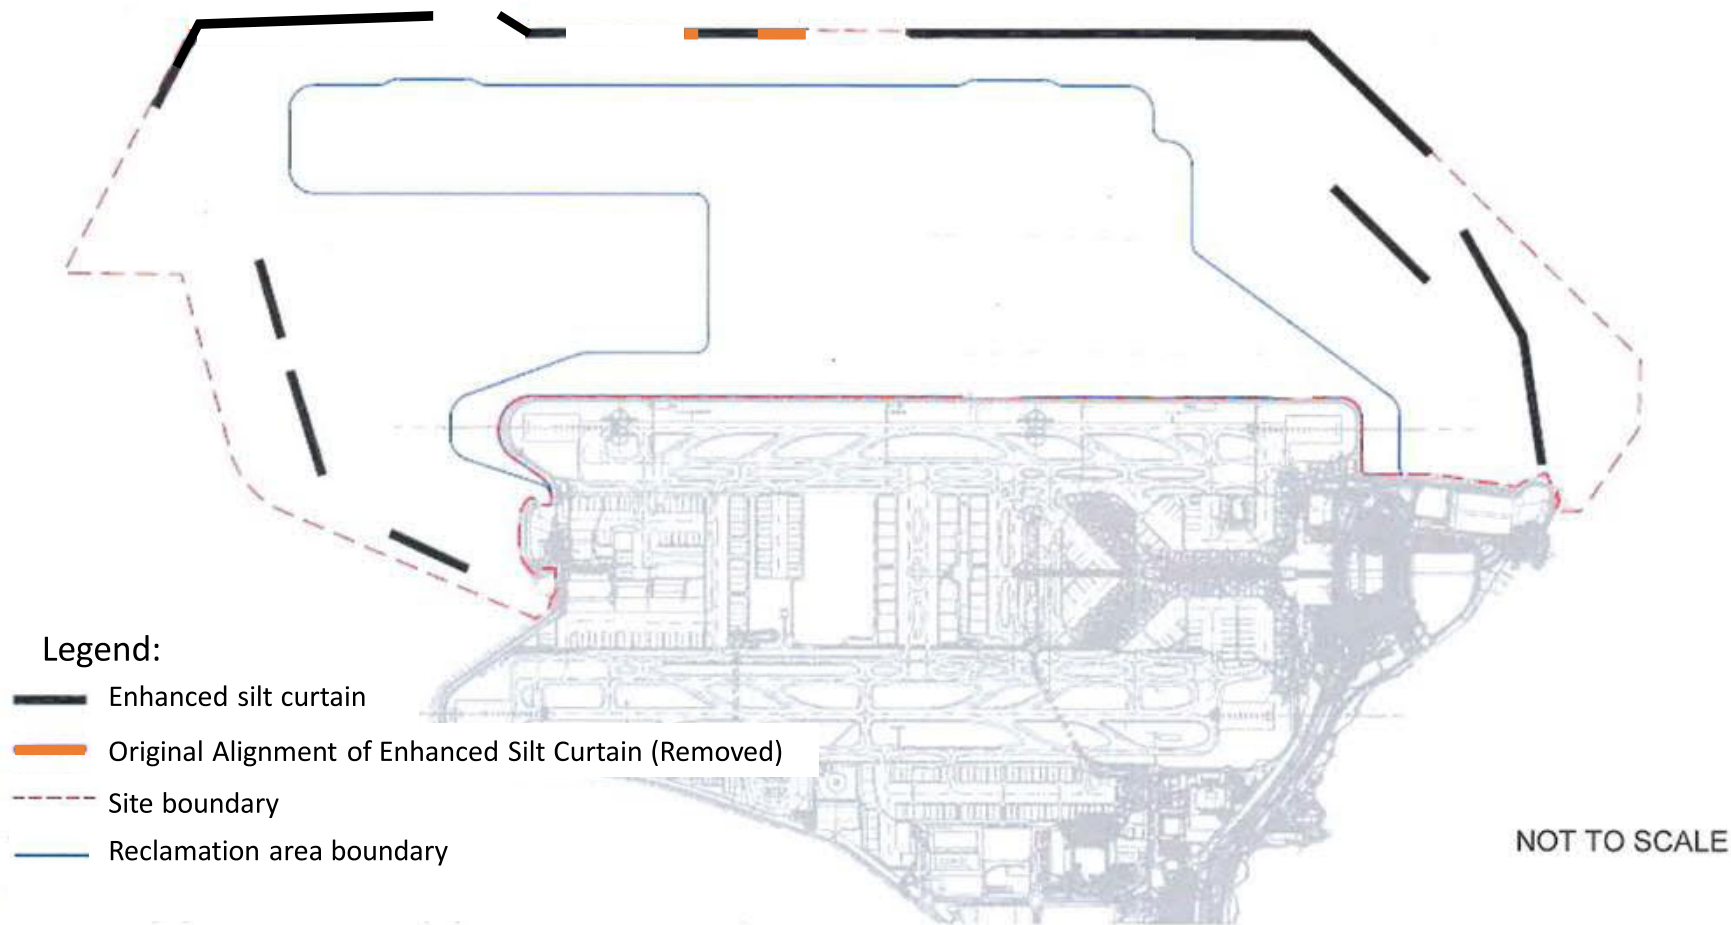 Legend:
Enhanced silt curtain
Original Alignment of Enhanced Silt Curtain (Removed)
Site boundary
Reclamation area boundary
NOT TO SCALE